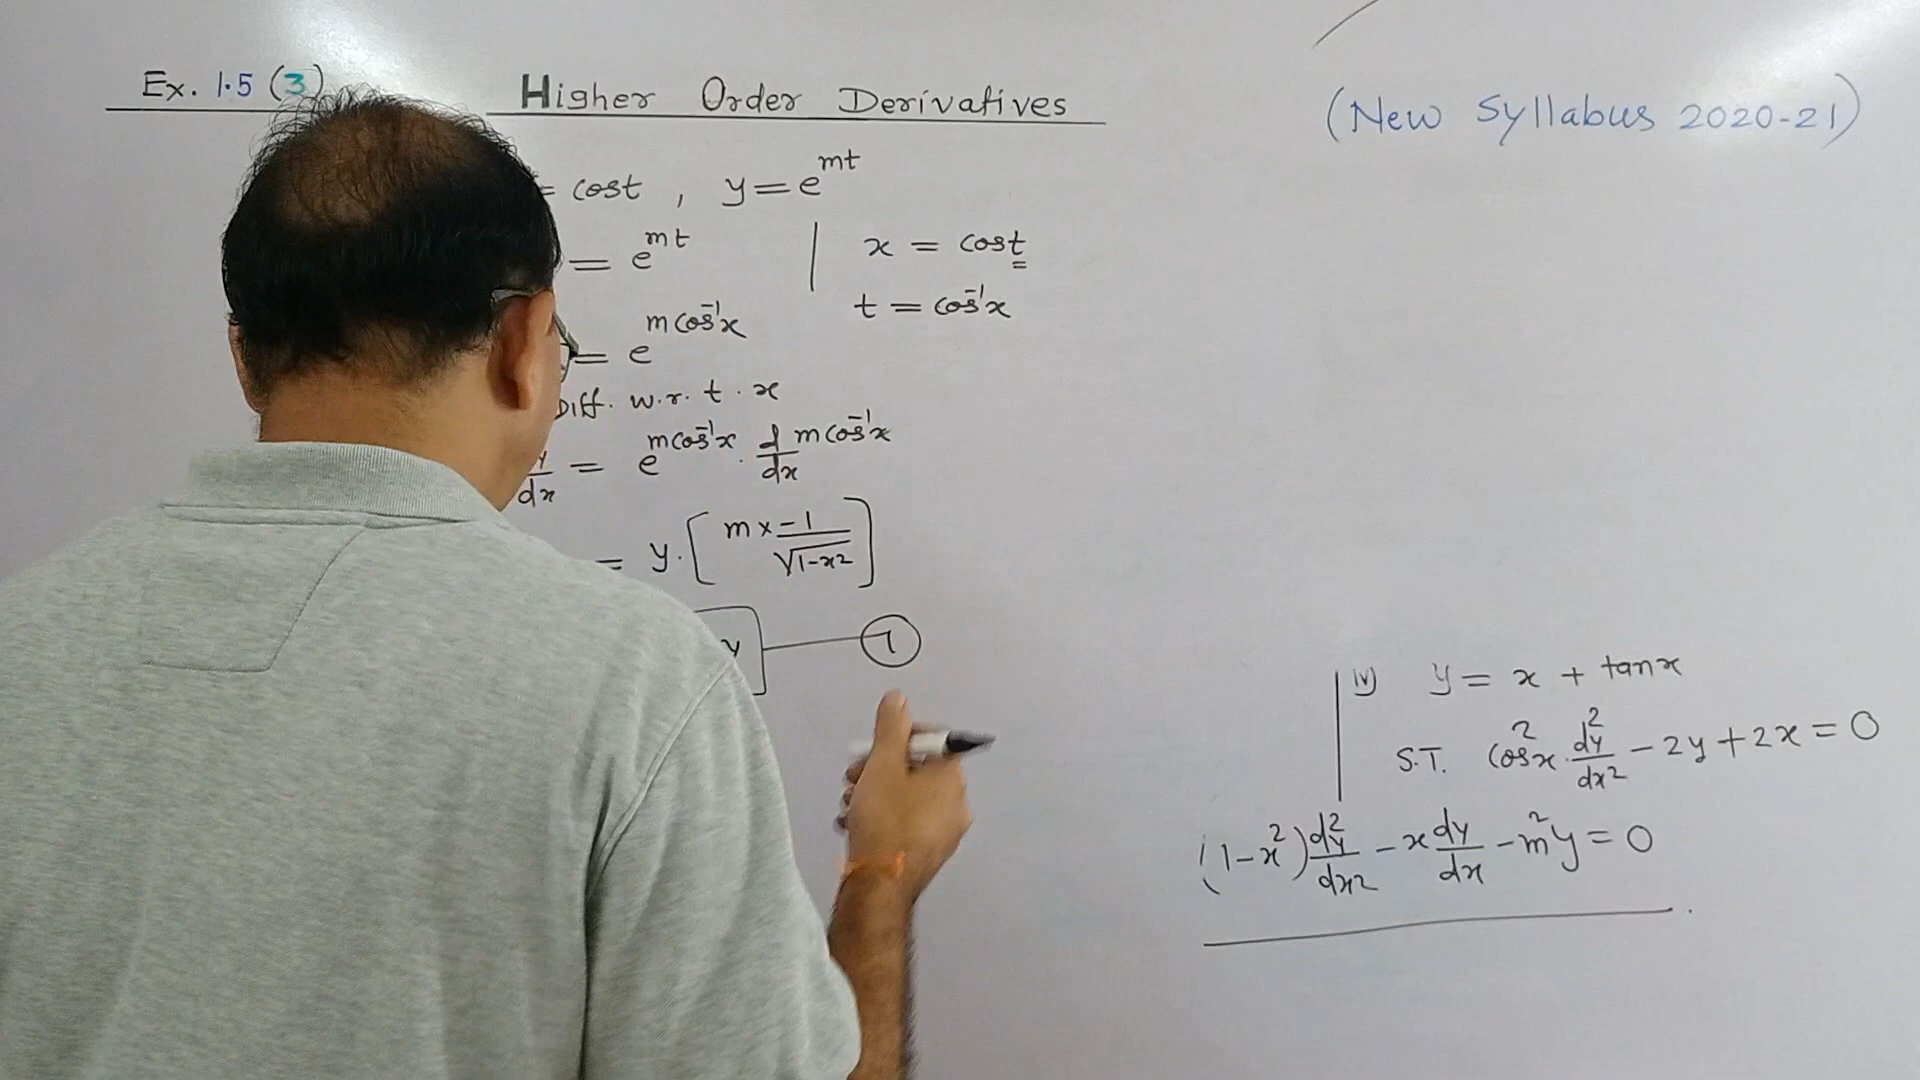 Ex. 1.5 (3)
Higher Order Derivatives
(New Syllabus 2020-21)
= cost , y = e^mt
= e^mt | x = cost
t = cos⁻¹x
= e^m cos⁻¹x
Diff. w.r.t. x
dy/dx = e^m cos⁻¹x . d/dx m cos⁻¹x
= y. [m × -1/√1-x²]
y — 1
iv) y = x + tanx
S.T. cos²x . d²y/dx² - 2y + 2x = 0
(1-x²) d²y/dx² - x dy/dx - m²y = 0